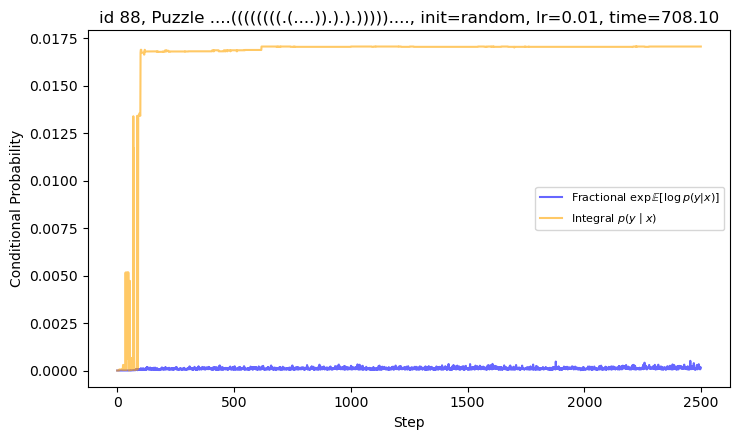 id 88, Puzzle ....((((((((.(....)).).).)))))...., init=random, lr=0.01, time=708.10
0.0175
0.0150
0.0125
0.0100
0.0075
0.0050
0.0025
0.0000
Conditional Probability
Fractional exp𝔼[log p(y|x)]
Integral p(y | x)
0
500
1000
1500
2000
2500
Step